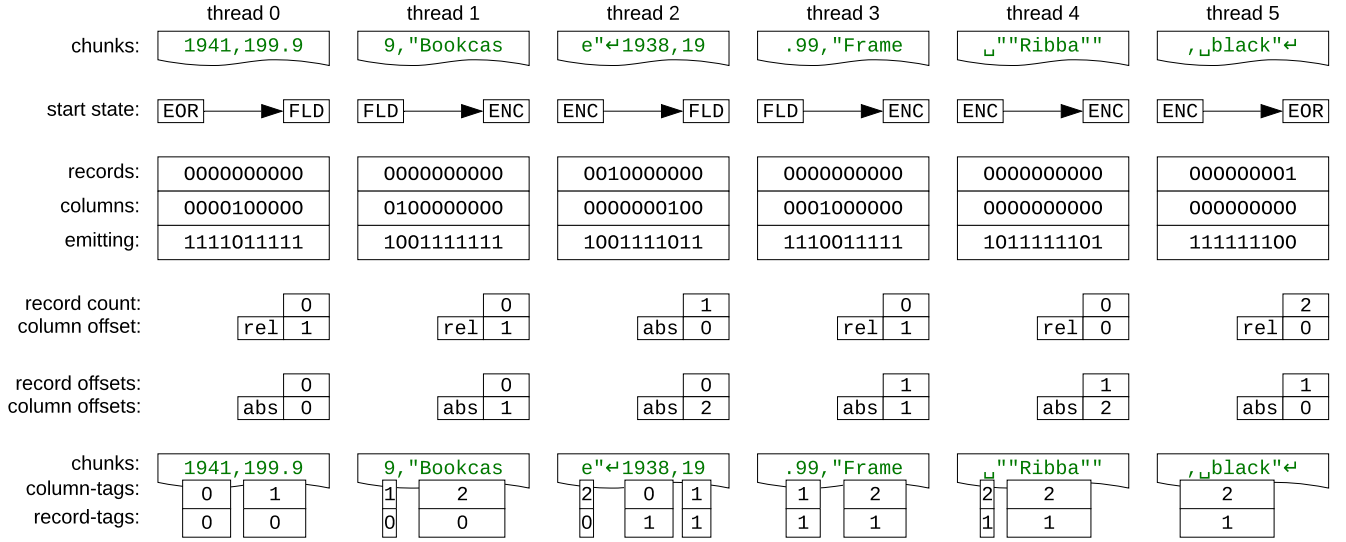 thread 0 thread 1 thread 2 thread 3 thread 4 thread 5
chunks: 1941,199.9 9,"Bookcas e"↵1938,19 .99,"Frame ␣""Ribba"" ,␣black"↵
start state: EOR FLD FLD ENC ENC FLD FLD ENC ENC ENC ENC EOR
records: 0000000000 0000000000 0010000000 0000000000 0000000000 000000001
columns: 0000100000 0100000000 0000000100 0001000000 0000000000 000000000
emitting: 1111011111 1001111111 1001111011 1110011111 1011111101 111111100
record count: 0 0 1 0 0 2
column offset: rel 1 rel 1 abs 0 rel 1 rel 0 rel 0
record offsets: 0 0 0 1 1 1
column offsets: abs 0 abs 1 abs 2 abs 1 abs 2 abs 0
chunks: 1941,199.9 9,"Bookcas e"↵1938,19 .99,"Frame ␣""Ribba"" ,␣black"↵
column-tags: 0 1 1 2 2 0 1 1 2 2 2 2
record-tags: 0 0 0 0 0 1 1 1 1 1 1 1